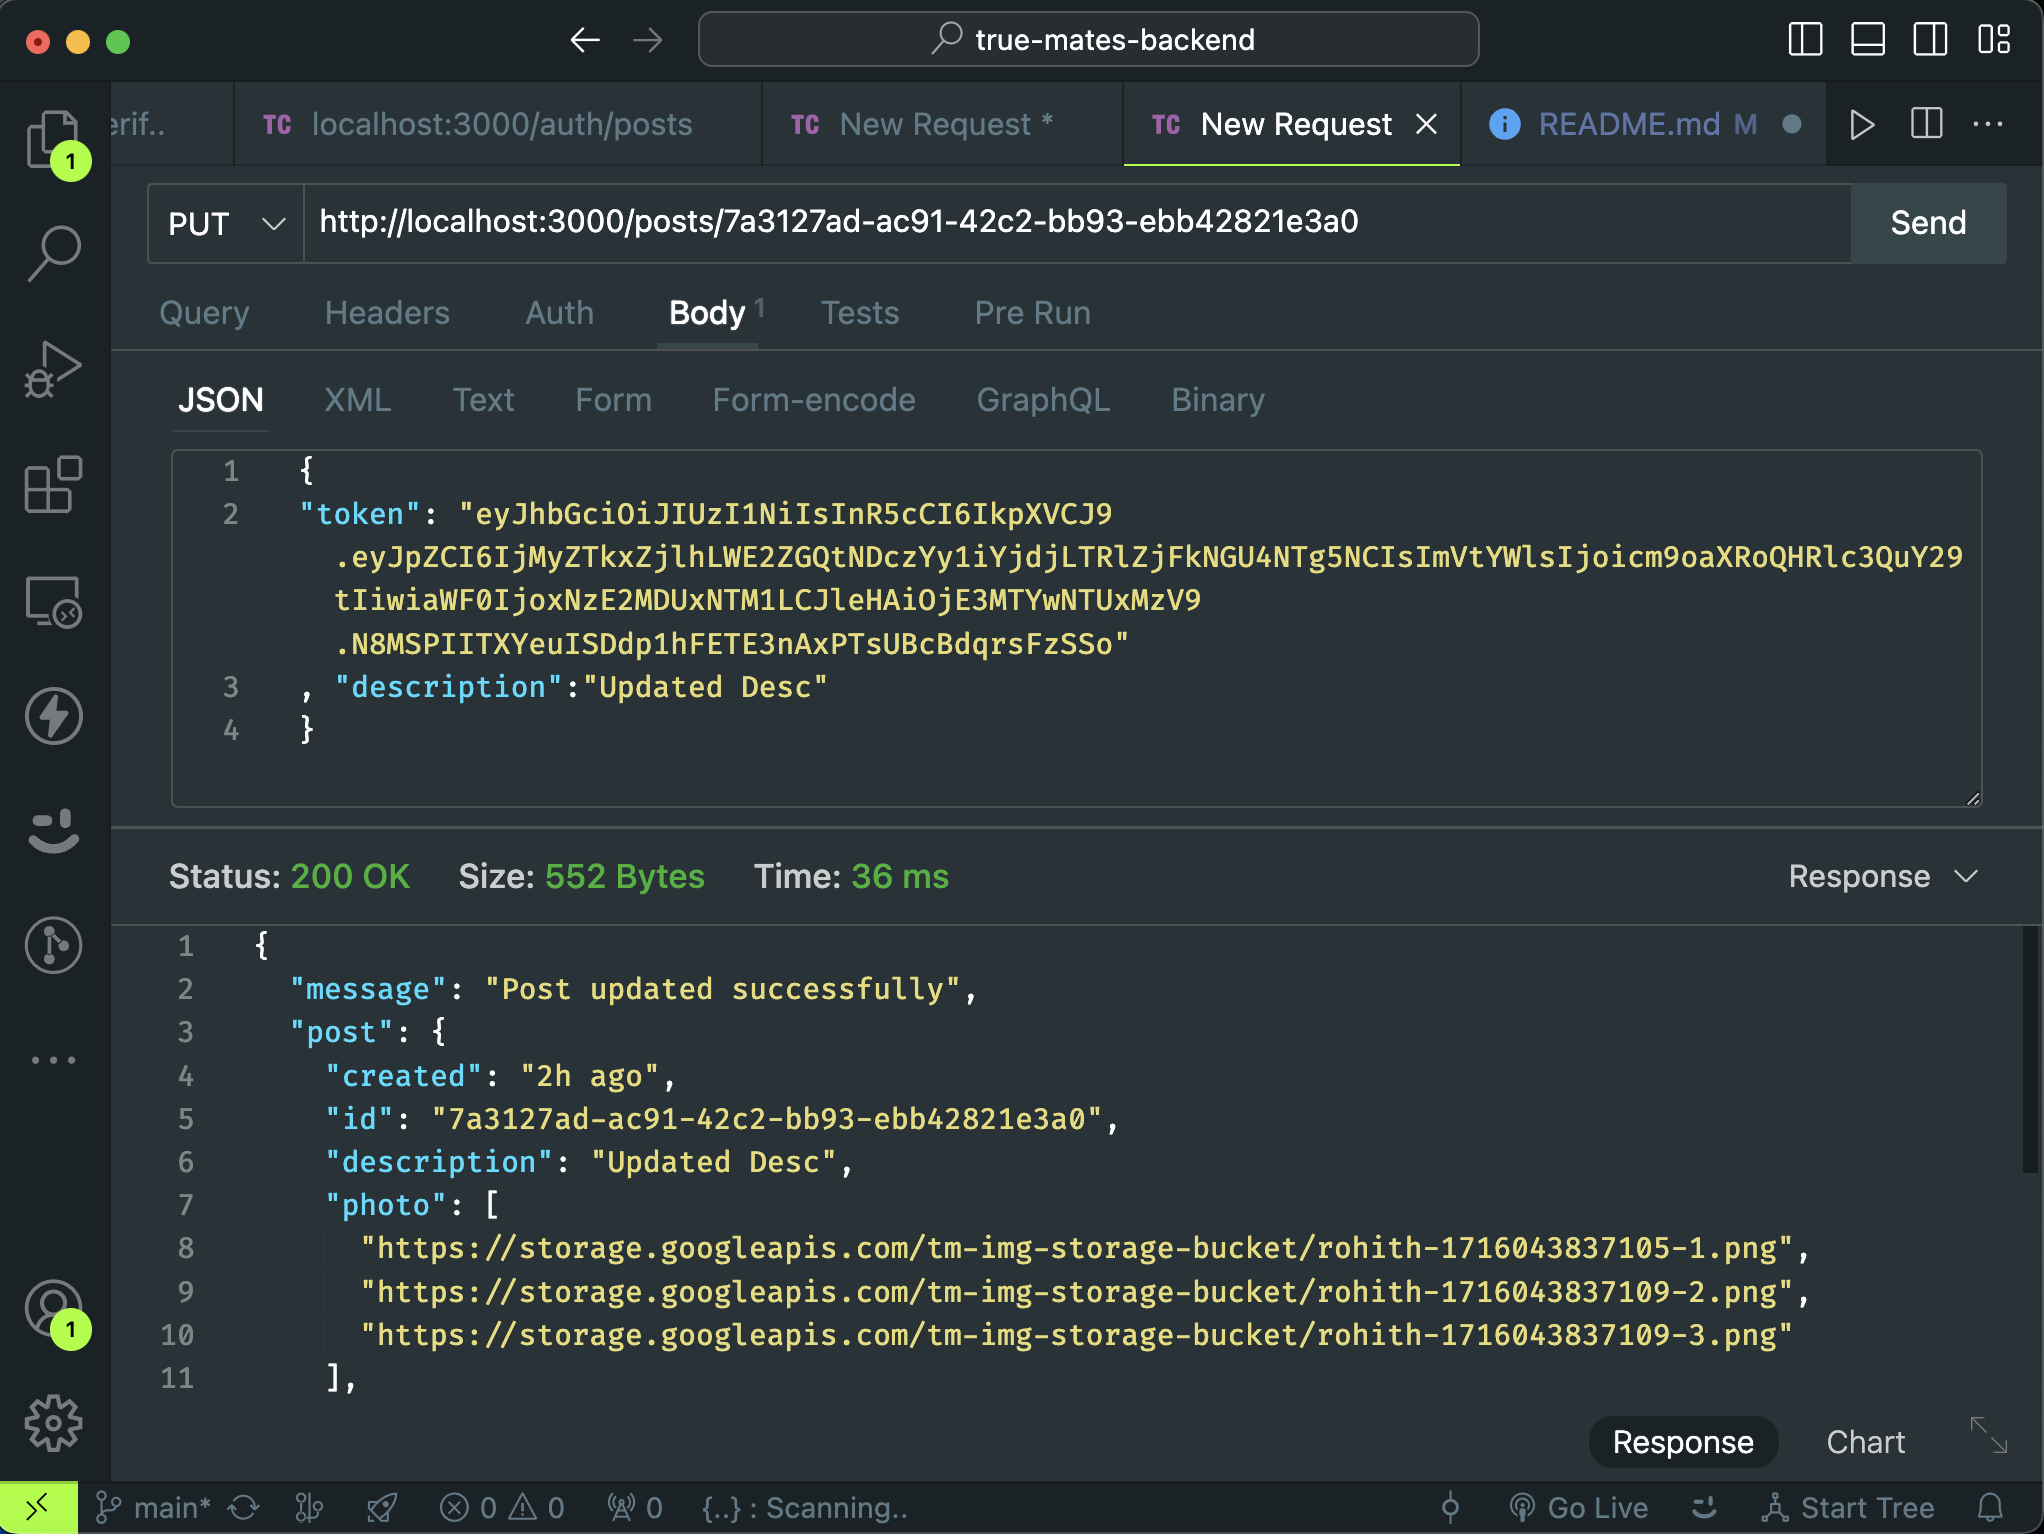 true-mates-backend
erif..
TC localhost:3000/auth/posts
TC New Request *
TC New Request
README.md M
1
PUT http://localhost:3000/posts/7a3127ad-ac91-42c2-bb93-ebb42821e3a0 Send
Query Headers Auth Body 1 Tests Pre Run
JSON XML Text Form Form-encode GraphQL Binary
1 {
2 "token": "eyJhbGciOiJIUzI1NiIsInR5cCI6IkpXVCJ9
.eyJpZCI6IjMyZTkxZjlhLWE2ZGQtNDczYy1iYjdjLTRlZjFkNGU4NTg5NCIsImVtYWlsIjoicm9oaXRoQHRlc3QuY29
tIiwiaWF0IjoxNzE2MDUxNTM1LCJleHAiOjE3MTYwNTUxMzV9
.N8MSPIITXYeuISDdp1hFETE3nAxPTsUBcBdqrsFzSSo"
3 , "description":"Updated Desc"
4 }
Status: 200 OK Size: 552 Bytes Time: 36 ms Response
1 {
2 "message": "Post updated successfully",
3 "post": {
4 "created": "2h ago",
5 "id": "7a3127ad-ac91-42c2-bb93-ebb42821e3a0",
6 "description": "Updated Desc",
7 "photo": [
8 "https://storage.googleapis.com/tm-img-storage-bucket/rohith-1716043837105-1.png",
9 "https://storage.googleapis.com/tm-img-storage-bucket/rohith-1716043837109-2.png",
10 "https://storage.googleapis.com/tm-img-storage-bucket/rohith-1716043837109-3.png"
11 ],
1
Response Chart
main* 0 0 0 {..} : Scanning.. Go Live Start Tree